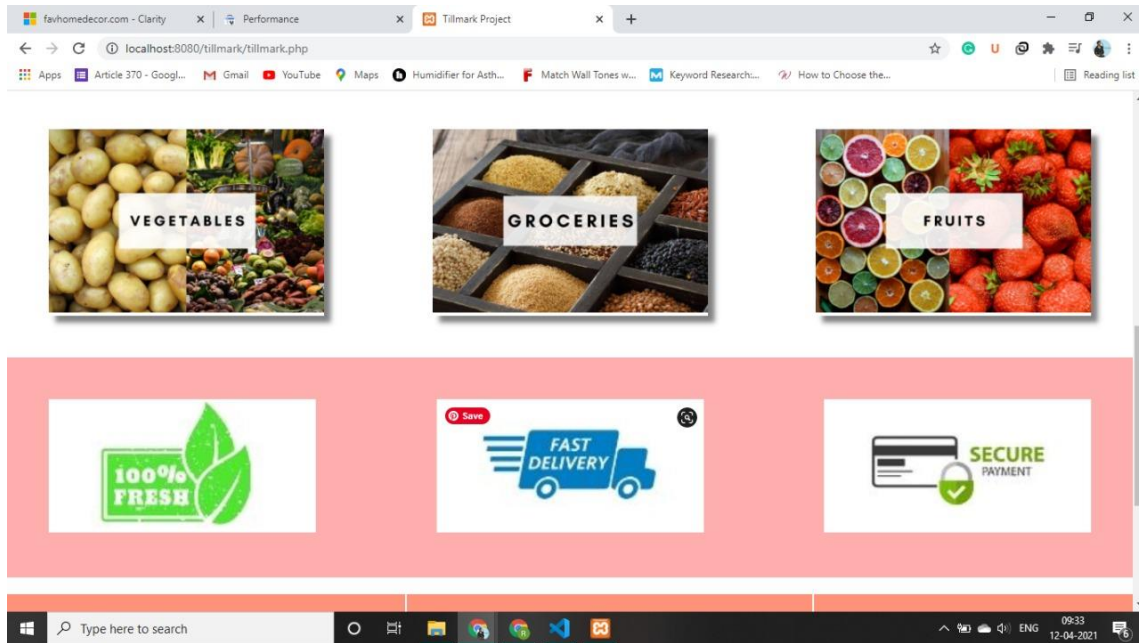 favhomedecor.com - Clarity
Performance
Tillmark Project
localhost:8080/tillmark/tillmark.php
Apps
Article 370 - Googl...
Gmail
YouTube
Maps
Humidifier for Asth...
Match Wall Tones w...
Keyword Research:...
How to Choose the...
Reading list
VEGETABLES
GROCERIES
FRUITS
100%
FRESH
Save
FAST
DELIVERY
SECURE
PAYMENT
Type here to search
ENG
09:33
12-04-2021
6